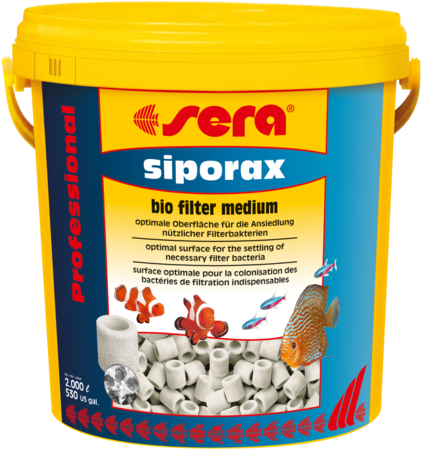 sera®
siporax
bio filter medium
optimale Oberfläche für die Ansiedlung
nützlicher Filterbakterien
optimal surface for the settling of
necessary filter bacteria
surface optimale pour la colonisation des
bactéries de filtration indispensables
Professional
2.000 ℓ
530 US gal.